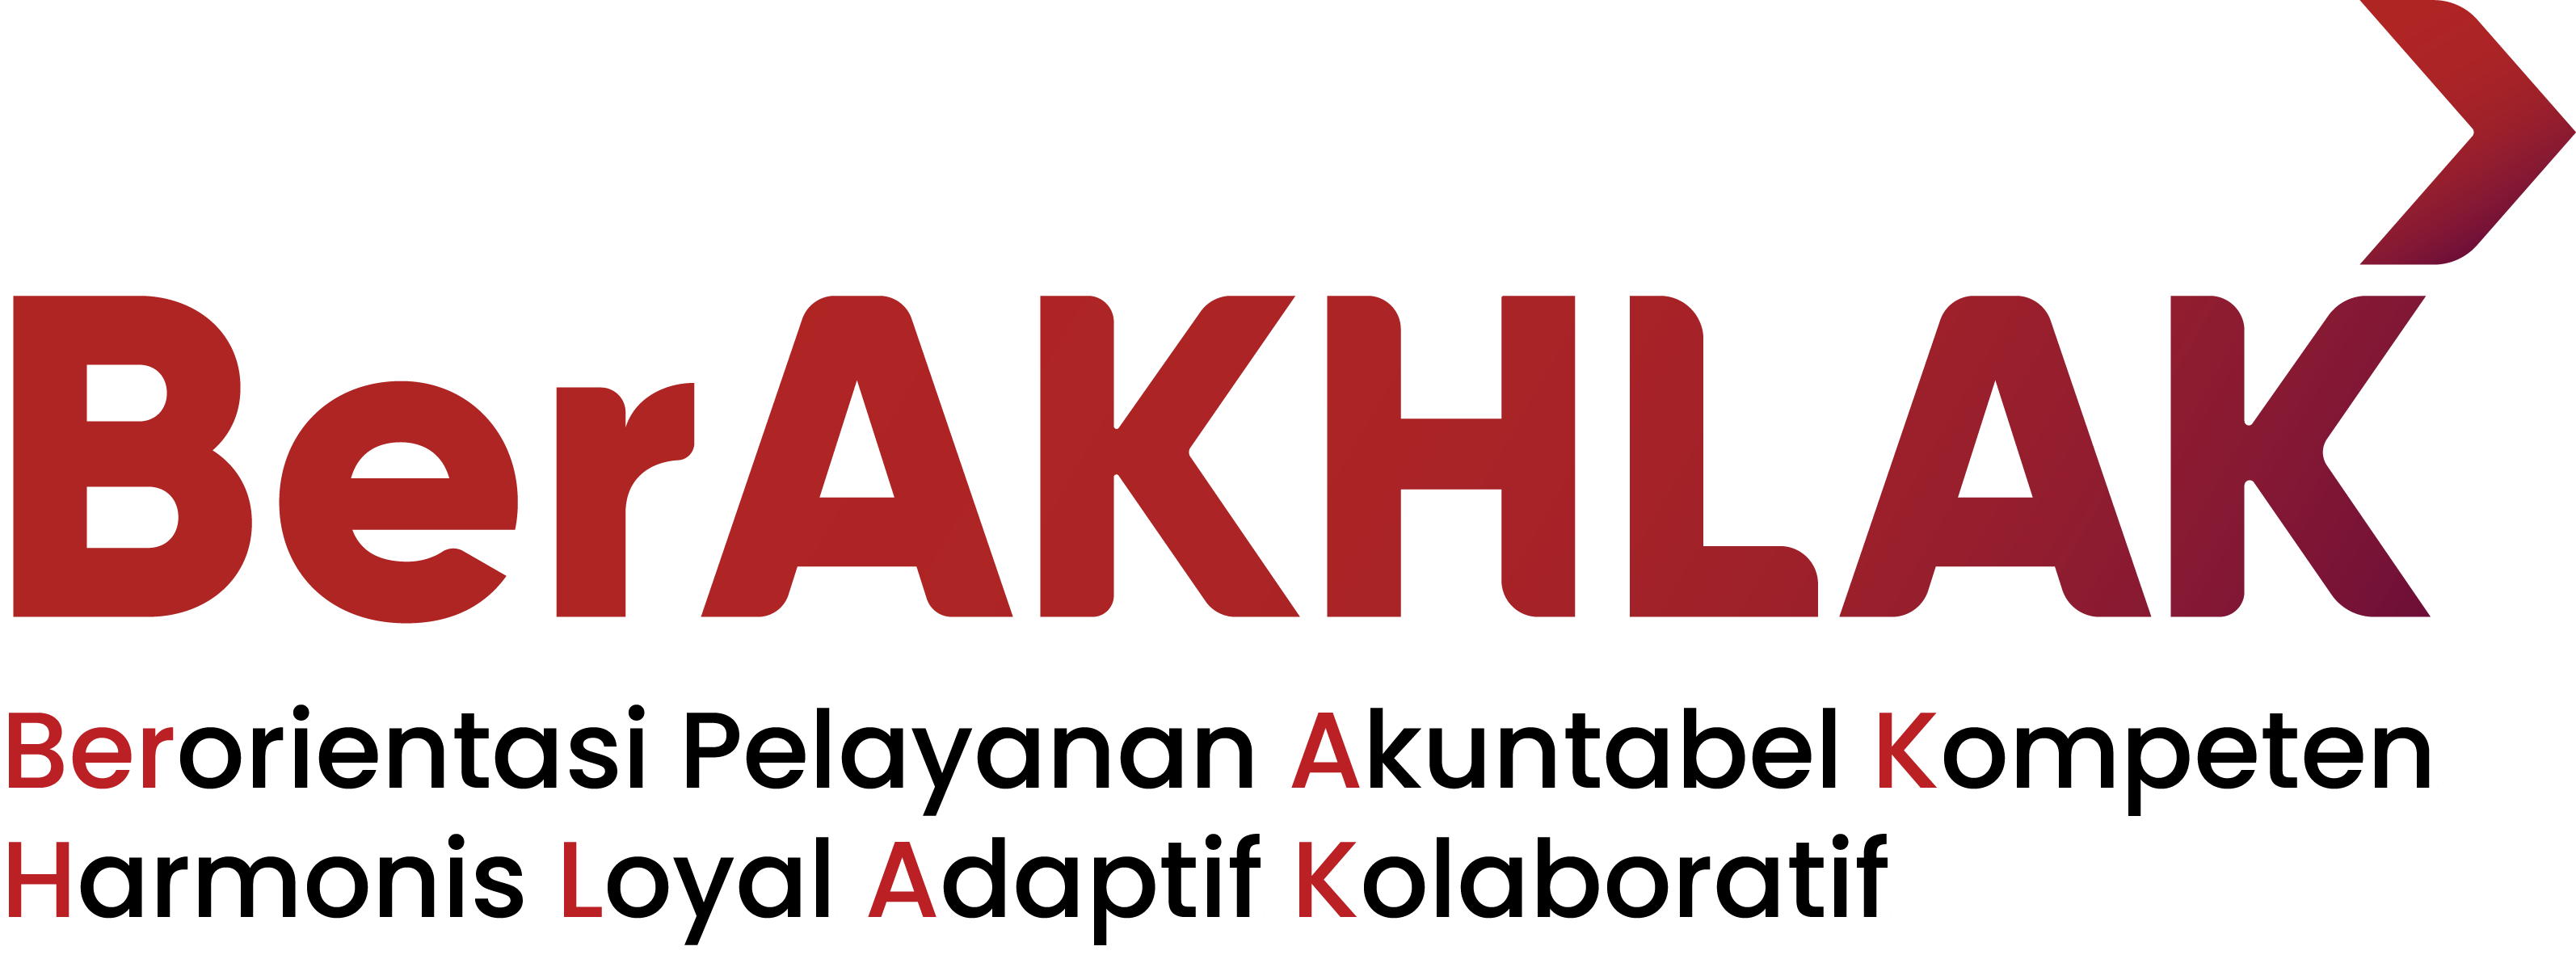 BerAKHLAK
Berorientasi Pelayanan Akuntabel Kompeten
Harmonis Loyal Adaptif Kolaboratif